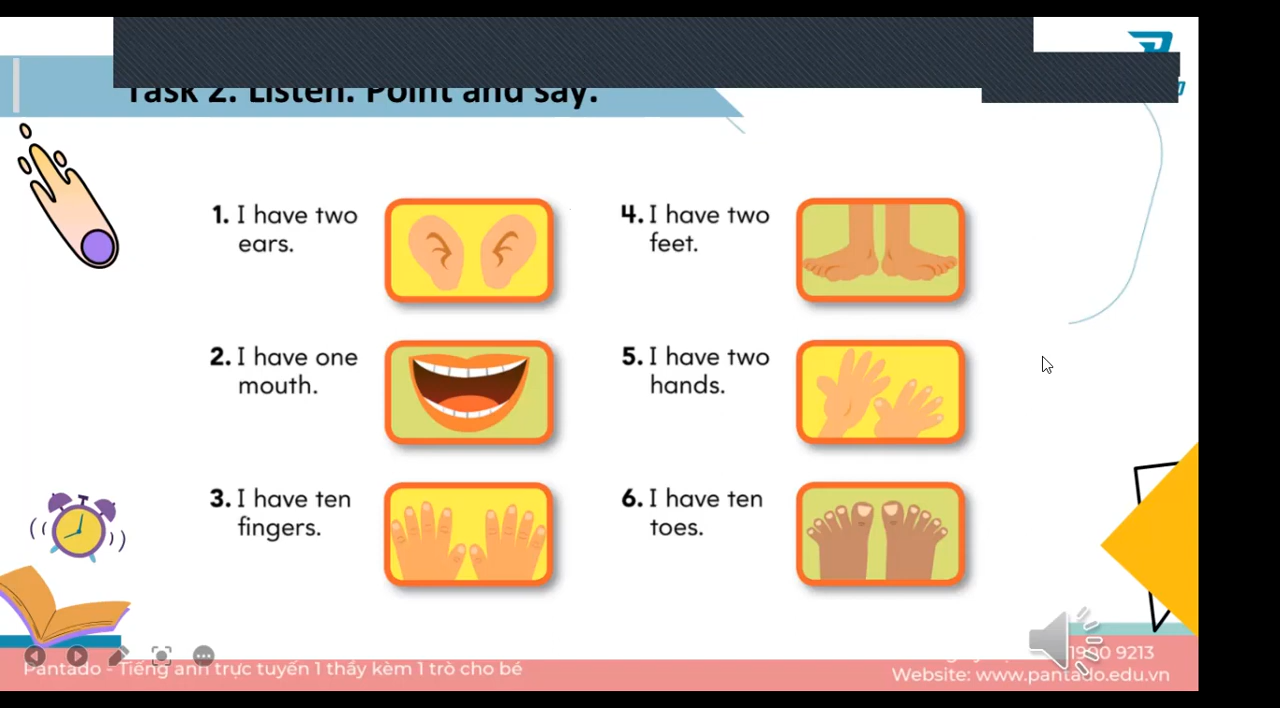 Task 2. Listen. Point and say.
1. I have two
ears.
2. I have one
mouth.
3. I have ten
fingers.
4. I have two
feet.
5. I have two
hands.
6. I have ten
toes.
Pantado - Tiếng anh trực tuyến 1 thầy kèm 1 trò cho bé
1900 9213
Website: www.pantado.edu.vn